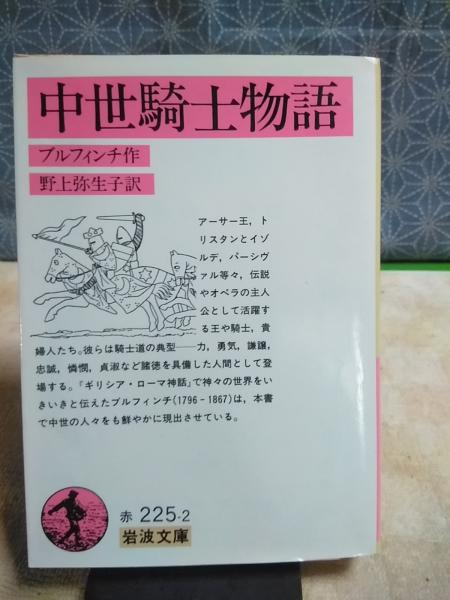 中世騎士物語
ブルフィンチ作
野上弥生子訳
アーサー王，ト
リスタンとイゾ
ルデ，パーシヴ
ァル等々，伝説
やオペラの主人
公として活躍す
る王や騎士，貴
婦人たち。彼らは騎士道の典型──力，勇気，謙譲，
忠誠，憐憫，貞淑など諸徳を具備した人間として登
場する。『ギリシア・ローマ神話』で神々の世界をい
きいきと伝えたブルフィンチ(1796-1867)は，本書
で中世の人々をも鮮やかに現出させている。
赤 225-2
岩波文庫